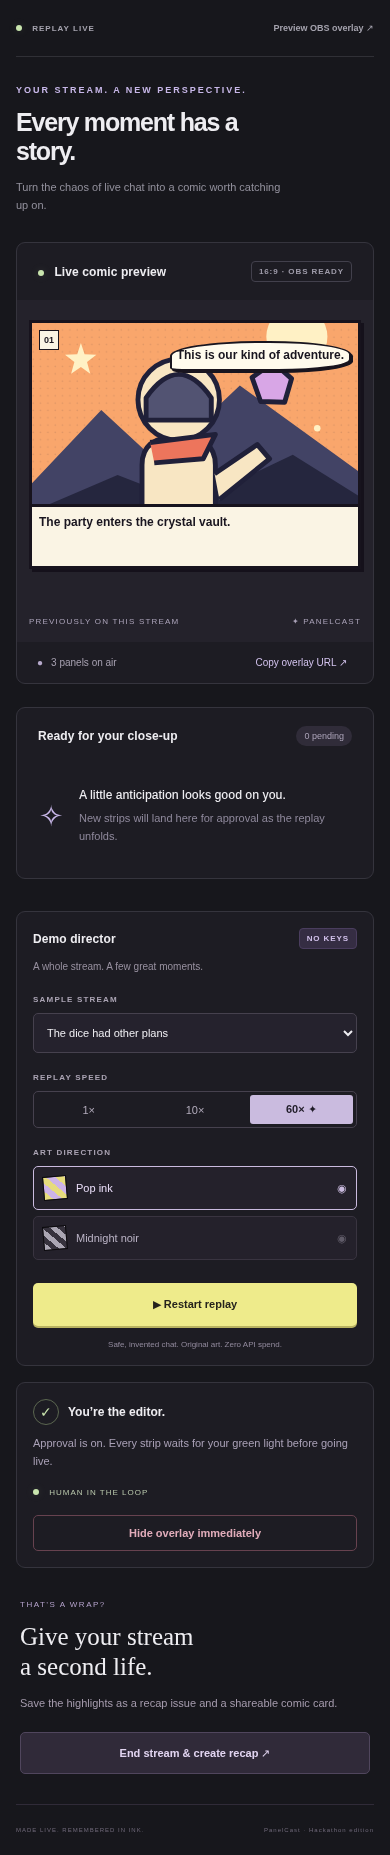 REPLAY LIVE
Preview OBS overlay ↗
YOUR STREAM. A NEW PERSPECTIVE.
Every moment has a
story.
Turn the chaos of live chat into a comic worth catching
up on.
Live comic preview
16:9 · OBS READY
01
This is our kind of adventure.
The party enters the crystal vault.
PREVIOUSLY ON THIS STREAM
✦ PANELCAST
3 panels on air
Copy overlay URL ↗
Ready for your close-up
0 pending
A little anticipation looks good on you.
New strips will land here for approval as the replay
unfolds.
Demo director
NO KEYS
A whole stream. A few great moments.
SAMPLE STREAM
The dice had other plans
REPLAY SPEED
1×
10×
60× ✦
ART DIRECTION
Pop ink
Midnight noir
▶ Restart replay
Safe, invented chat. Original art. Zero API spend.
You're the editor.
Approval is on. Every strip waits for your green light before going
live.
HUMAN IN THE LOOP
Hide overlay immediately
THAT'S A WRAP?
Give your stream
a second life.
Save the highlights as a recap issue and a shareable comic card.
End stream & create recap ↗
MADE LIVE. REMEMBERED IN INK.
PanelCast · Hackathon edition